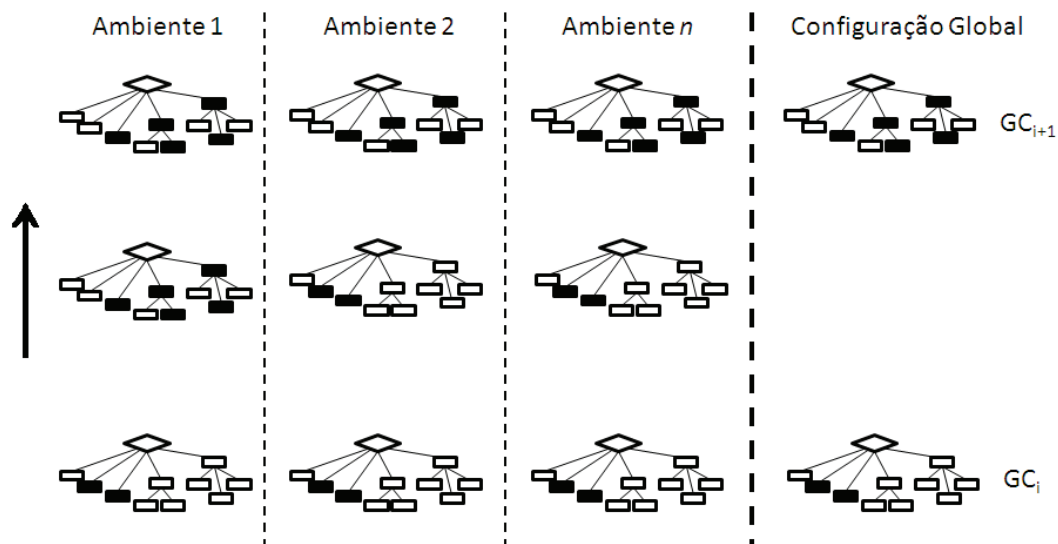 Ambiente 1
Ambiente 2
Ambiente n
Configuração Global
GCi+1
GCi